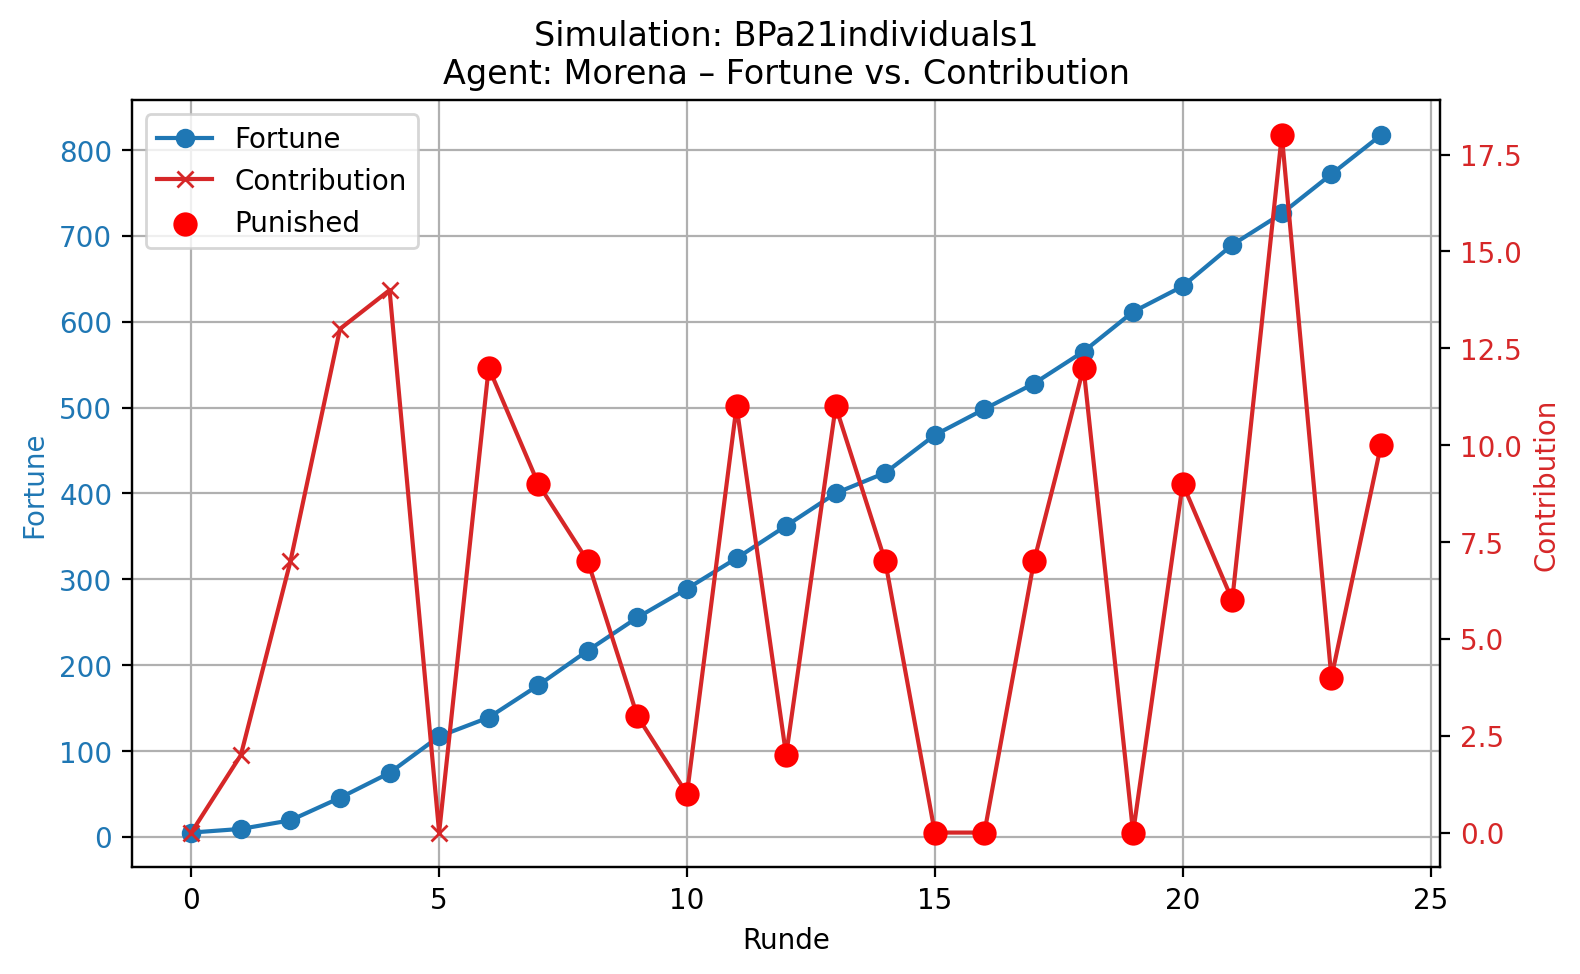 Simulation: BPa21individuals1
Agent: Morena – Fortune vs. Contribution
Fortune
Contribution
Punished
800
700
600
500
400
300
200
100
0
Fortune
17.5
15.0
12.5
10.0
7.5
5.0
2.5
0.0
Contribution
0 5 10 15 20 25
Runde